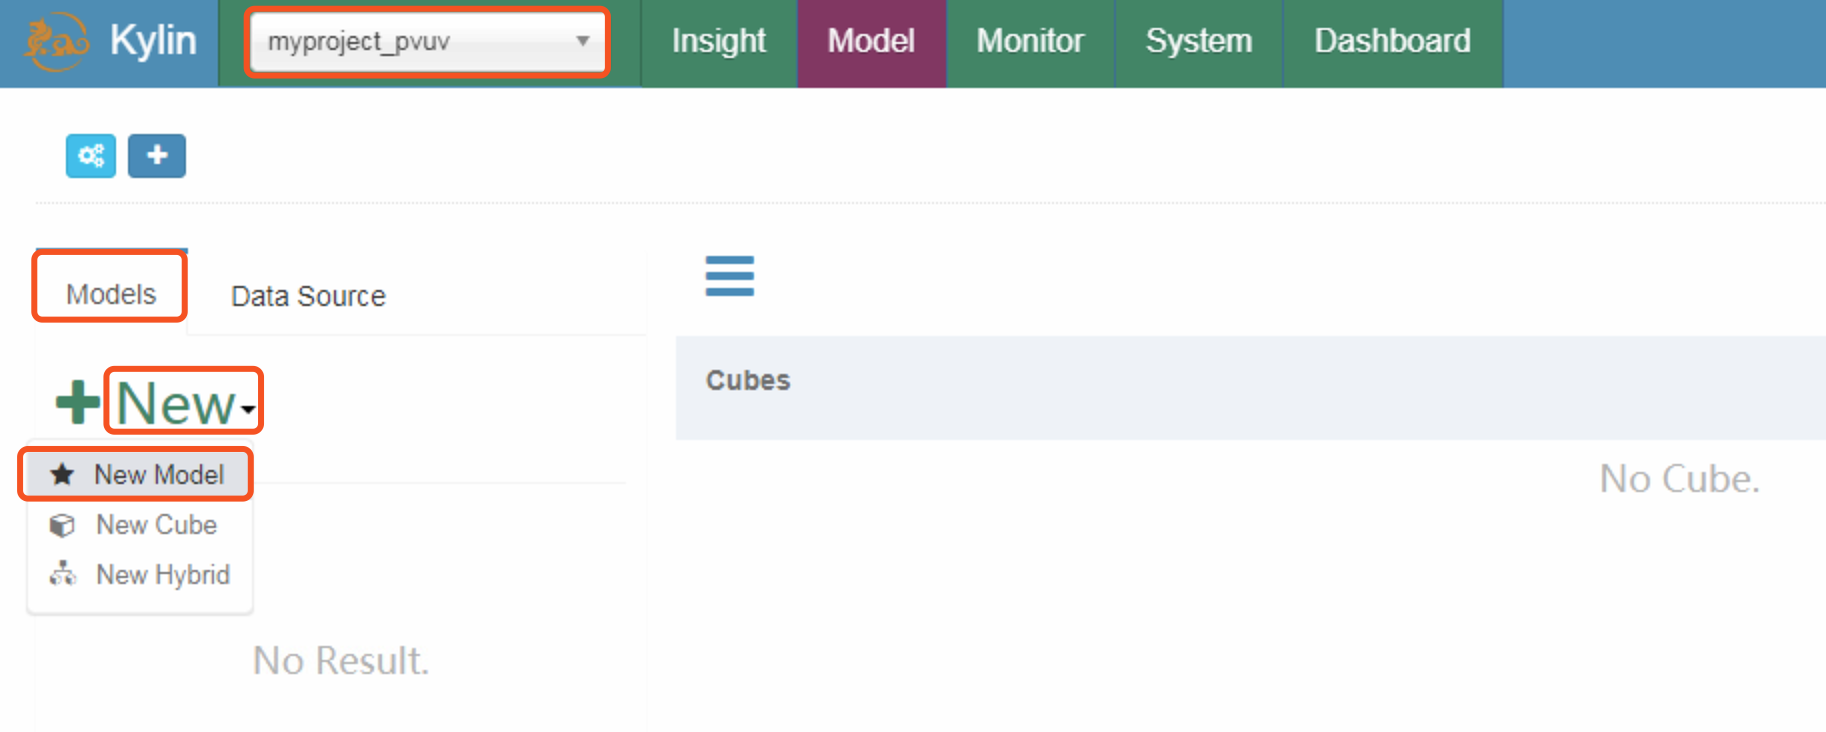 Kylin myproject_pvuv Insight Model Monitor System Dashboard
Models Data Source
New
New Model
New Cube
New Hybrid
No Result.
Cubes
No Cube.